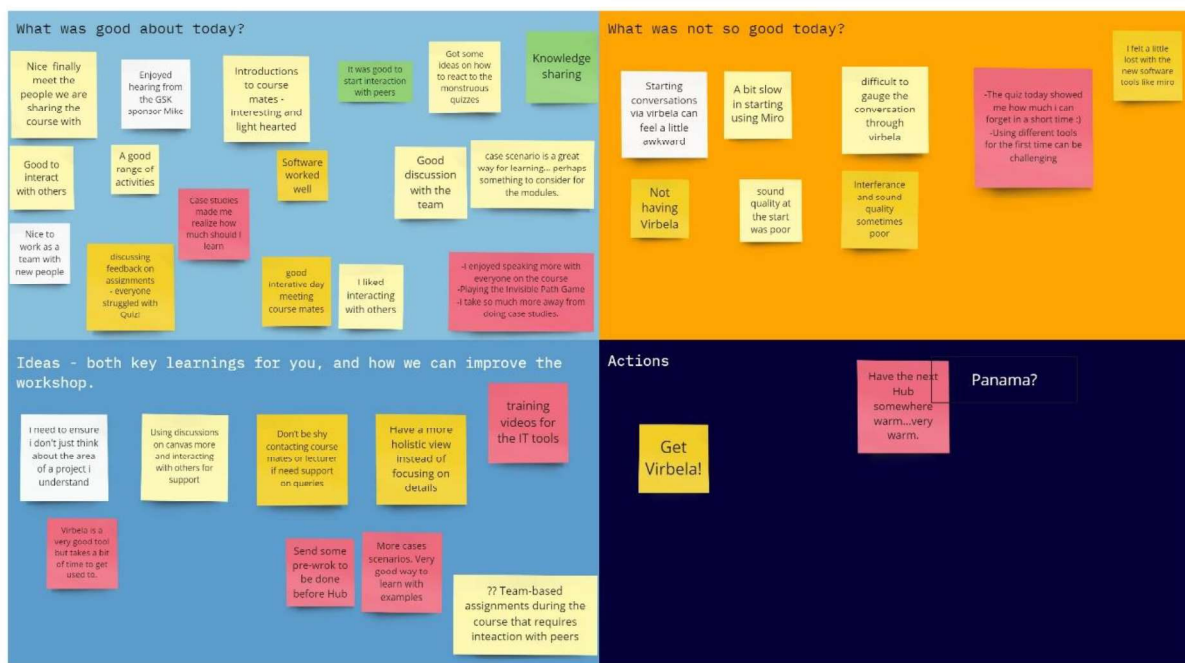 What was good about today?
Nice finally
meet the
people we are
sharing the
course with
Enjoyed
hearing from
the GSK
sponsor Mike
Introductions
to course
mates -
interesting and
light hearted
It was good to
start interaction
with peers
Got some
ideas on how
to react to the
monstruous
quizzes
Knowledge
sharing
Good to
interact
with others
A good
range of
activities
Software
worked
well
Good
discussion
with the
team
case scenario is a great
way for learning... perhaps
something to consider for
the modules.
Case studies
made me
realize how
much should I
learn
Nice to
work as a
team with
new people
discussing
feedback on
assignments
- everyone
struggled with
Quiz!
good
interative day
meeting
course mates
I liked
interacting
with others
-I enjoyed speaking more with
everyone on the course
-Playing the Invisible Path Game
-I take so much more away from
doing case studies.
What was not so good today?
Starting
conversations
via virbela can
feel a little
awkward
A bit slow
in starting
using Miro
difficult to
gauge the
conversation
through
virbela
-The quiz today showed
me how much i can
forget in a short time :)
-Using different tools
for the first time can be
challenging
I felt a little
lost with the
new software
tools like miro
Not
having
Virbela
sound
quality at
the start
was poor
Interferance
and sound
quality
sometimes
poor
Ideas - both key learnings for you, and how we can improve the
workshop.
I need to ensure
i don't just think
about the area
of a project i
understand
Using discussions
on canvas more
and interacting
with others for
support
Don't be shy
contacting course
mates or lecturer
if need support
on queries
Have a more
holistic view
instead of
focusing on
details
training
videos for
the IT tools
Virbela is a
very good tool
but takes a bit
of time to get
used to.
Send some
pre-wrok to
be done
before Hub
More cases
scenarios. Very
good way to
learn with
examples
?? Team-based
assignments during the
course that requires
inteaction with peers
Actions
Get
Virbela!
Have the next
Hub
somewhere
warm...very
warm.
Panama?